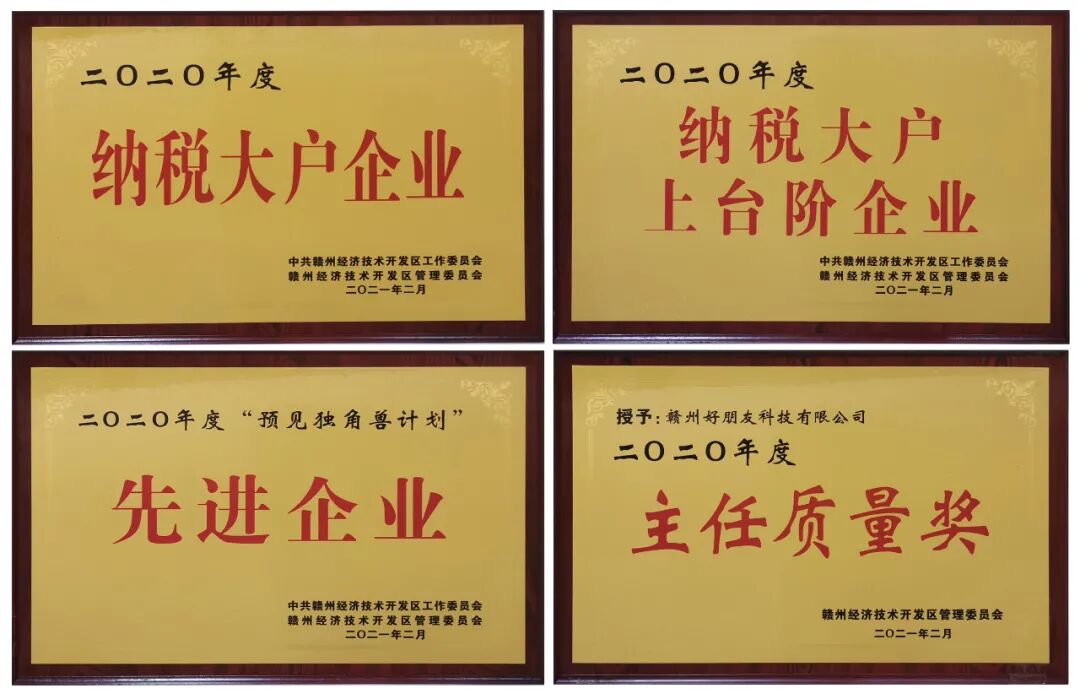 二〇二〇年度
纳税大户企业
中共赣州经济技术开发区工作委员会
赣州经济技术开发区管理委员会
二〇二一年二月
二〇二〇年度
纳税大户
上台阶企业
中共赣州经济技术开发区工作委员会
赣州经济技术开发区管理委员会
二〇二一年二月
二〇二〇年度“预见独角兽计划”
先进企业
中共赣州经济技术开发区工作委员会
赣州经济技术开发区管理委员会
二〇二一年二月
授予：赣州好朋友科技有限公司
二〇二〇年度
主任质量奖
赣州经济技术开发区管理委员会
二〇二一年二月